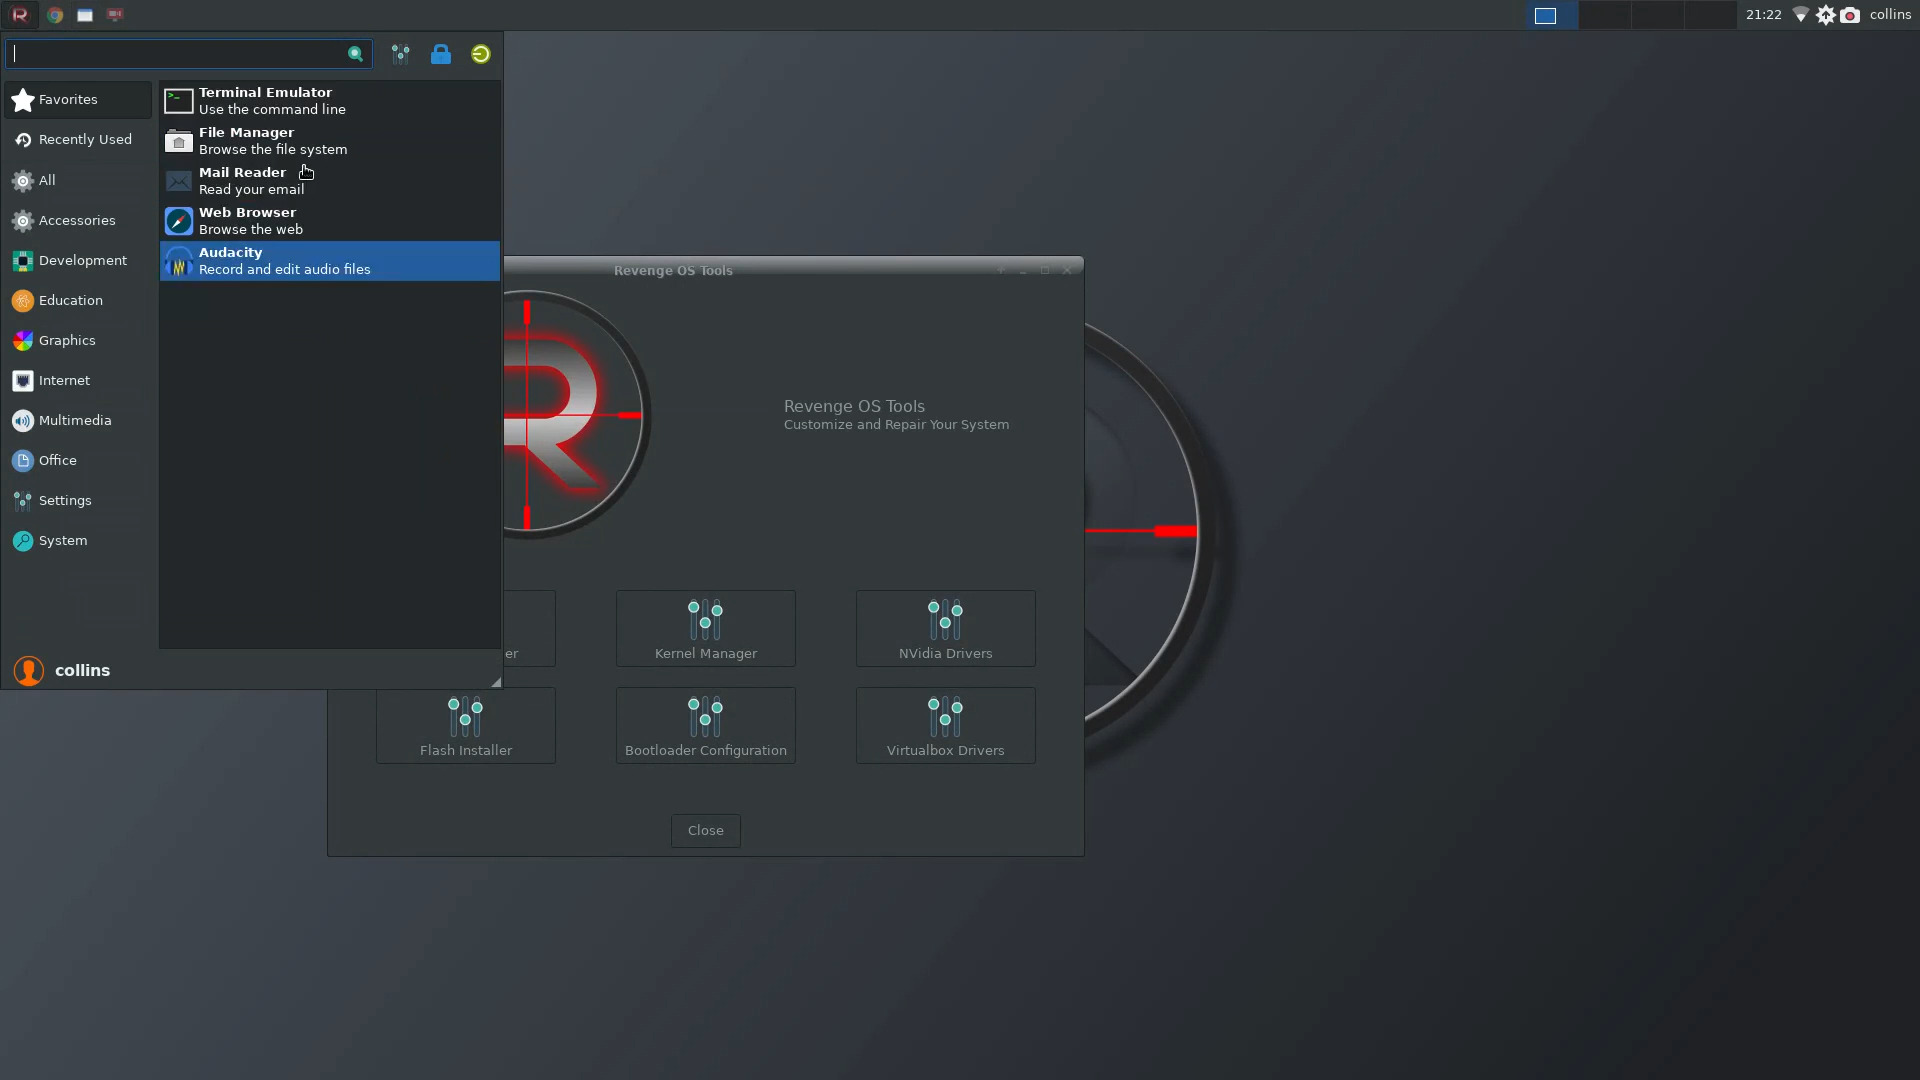 21:22
collins
Favorites
Recently Used
All
Accessories
Development
Education
Graphics
Internet
Multimedia
Office
Settings
System
collins
Terminal Emulator
Use the command line
File Manager
Browse the file system
Mail Reader
Read your email
Web Browser
Browse the web
Audacity
Record and edit audio files
Revenge OS Tools
R
Revenge OS Tools
Customize and Repair Your System
er
Kernel Manager
NVidia Drivers
Flash Installer
Bootloader Configuration
Virtualbox Drivers
Close